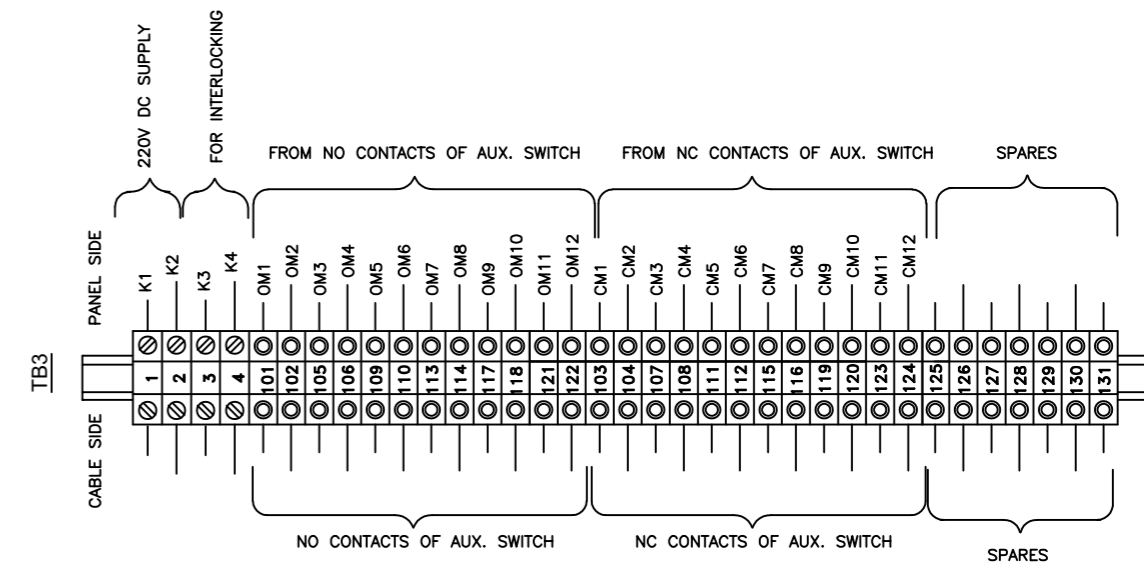 220V DC SUPPLY
FOR INTERLOCKING
FROM NO CONTACTS OF AUX. SWITCH
FROM NC CONTACTS OF AUX. SWITCH
SPARES
PANEL SIDE
K1
K2
K3
K4
OM1
OM2
OM3
OM4
OM5
OM6
OM7
OM8
OM9
OM10
OM11
OM12
CM1
CM2
CM3
CM4
CM5
CM6
CM7
CM8
CM9
CM10
CM11
CM12
TB3
1
2
3
4
101
102
105
106
109
110
113
114
117
118
121
122
103
104
107
108
111
112
115
116
119
120
123
124
125
126
127
128
129
130
131
CABLE SIDE
NO CONTACTS OF AUX. SWITCH
NC CONTACTS OF AUX. SWITCH
SPARES